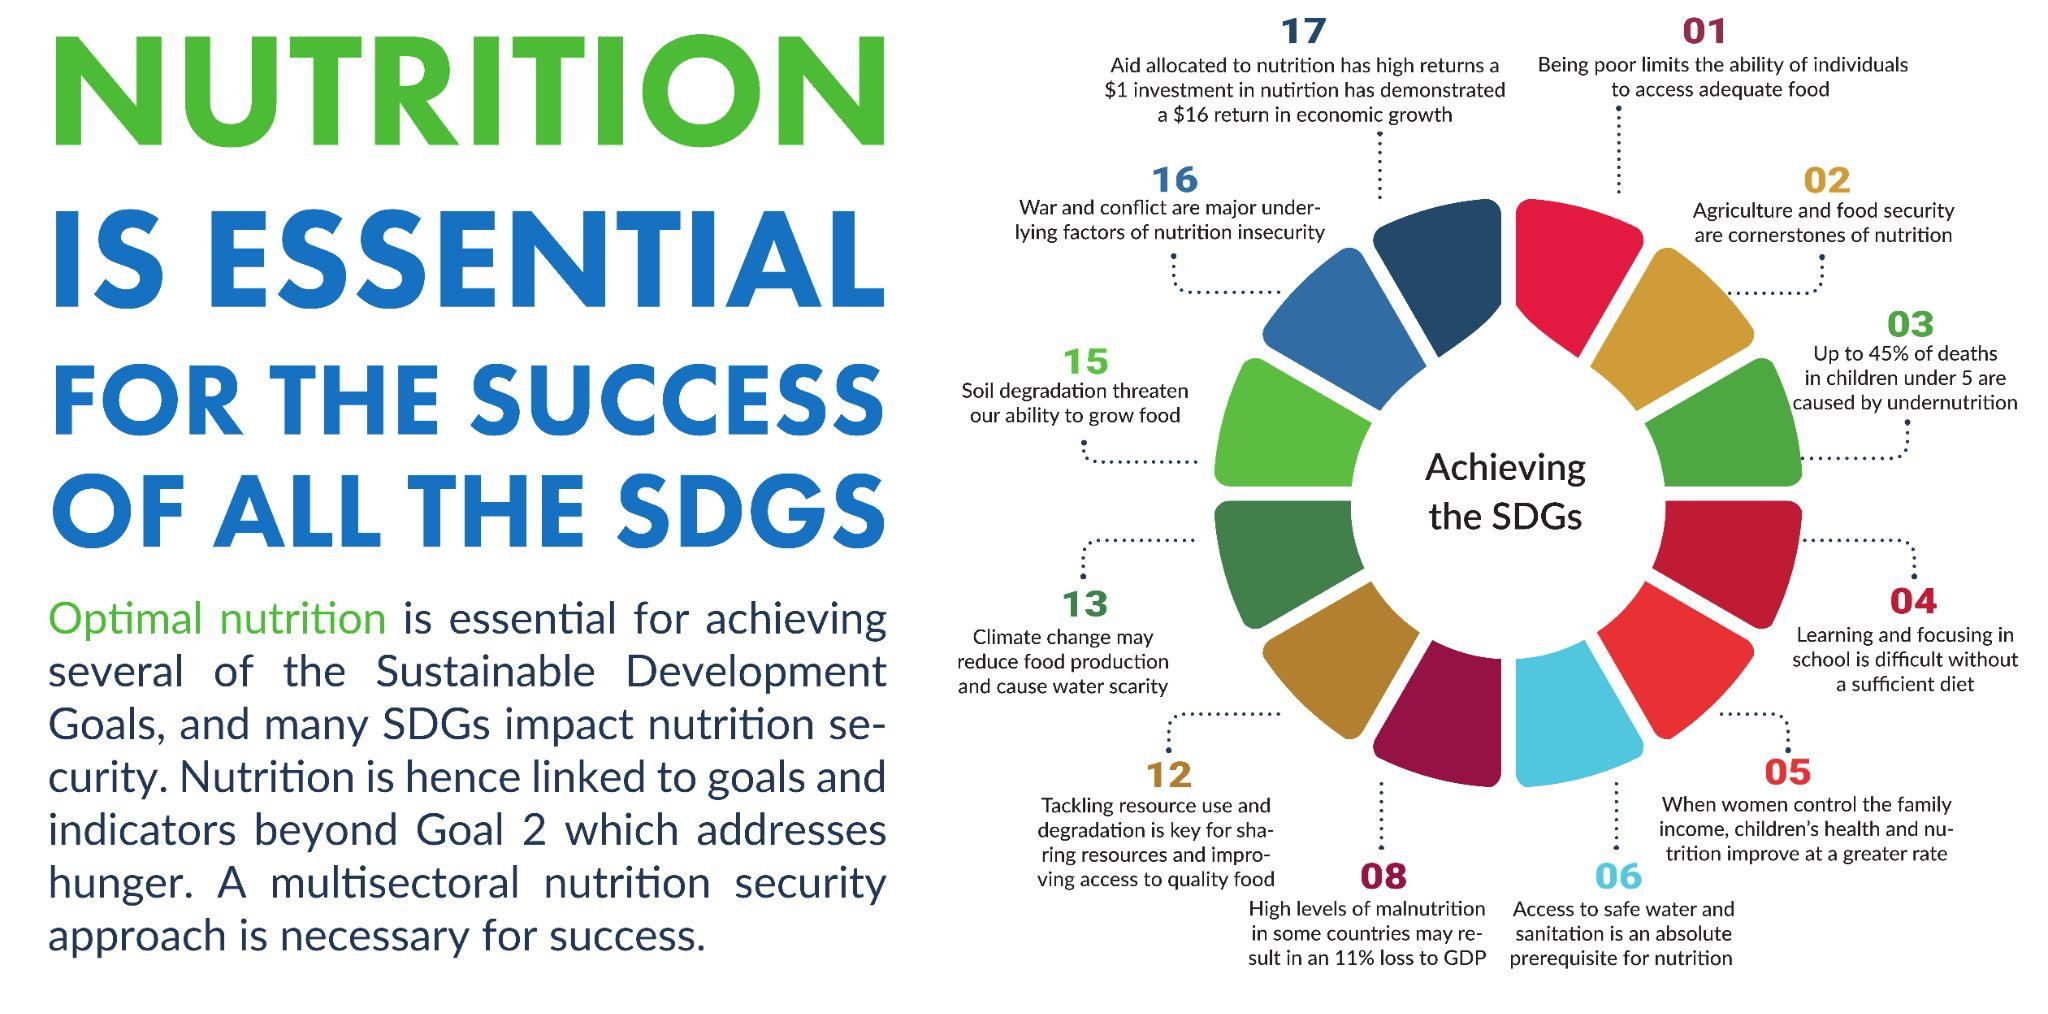 NUTRITION
IS ESSENTIAL
FOR THE SUCCESS
OF ALL THE SDGS
Optimal nutrition is essential for achieving
several of the Sustainable Development
Goals, and many SDGs impact nutrition se-
curity. Nutrition is hence linked to goals and
indicators beyond Goal 2 which addresses
hunger. A multisectoral nutrition security
approach is necessary for success.
Achieving
the SDGs
01
Being poor limits the ability of individuals
to access adequate food
02
Agriculture and food security
are cornerstones of nutrition
03
Up to 45% of deaths
in children under 5 are
caused by undernutrition
04
Learning and focusing in
school is difficult without
a sufficient diet
05
When women control the family
income, children's health and nu-
trition improve at a greater rate
06
Access to safe water and
sanitation is an absolute
prerequisite for nutrition
08
High levels of malnutrition
in some countries may re-
sult in an 11% loss to GDP
12
Tackling resource use and
degradation is key for sha-
ring resources and impro-
ving access to quality food
13
Climate change may
reduce food production
and cause water scarity
15
Soil degradation threaten
our ability to grow food
16
War and conflict are major under-
lying factors of nutrition insecurity
17
Aid allocated to nutrition has high returns a
$1 investment in nutirtion has demonstrated
a $16 return in economic growth